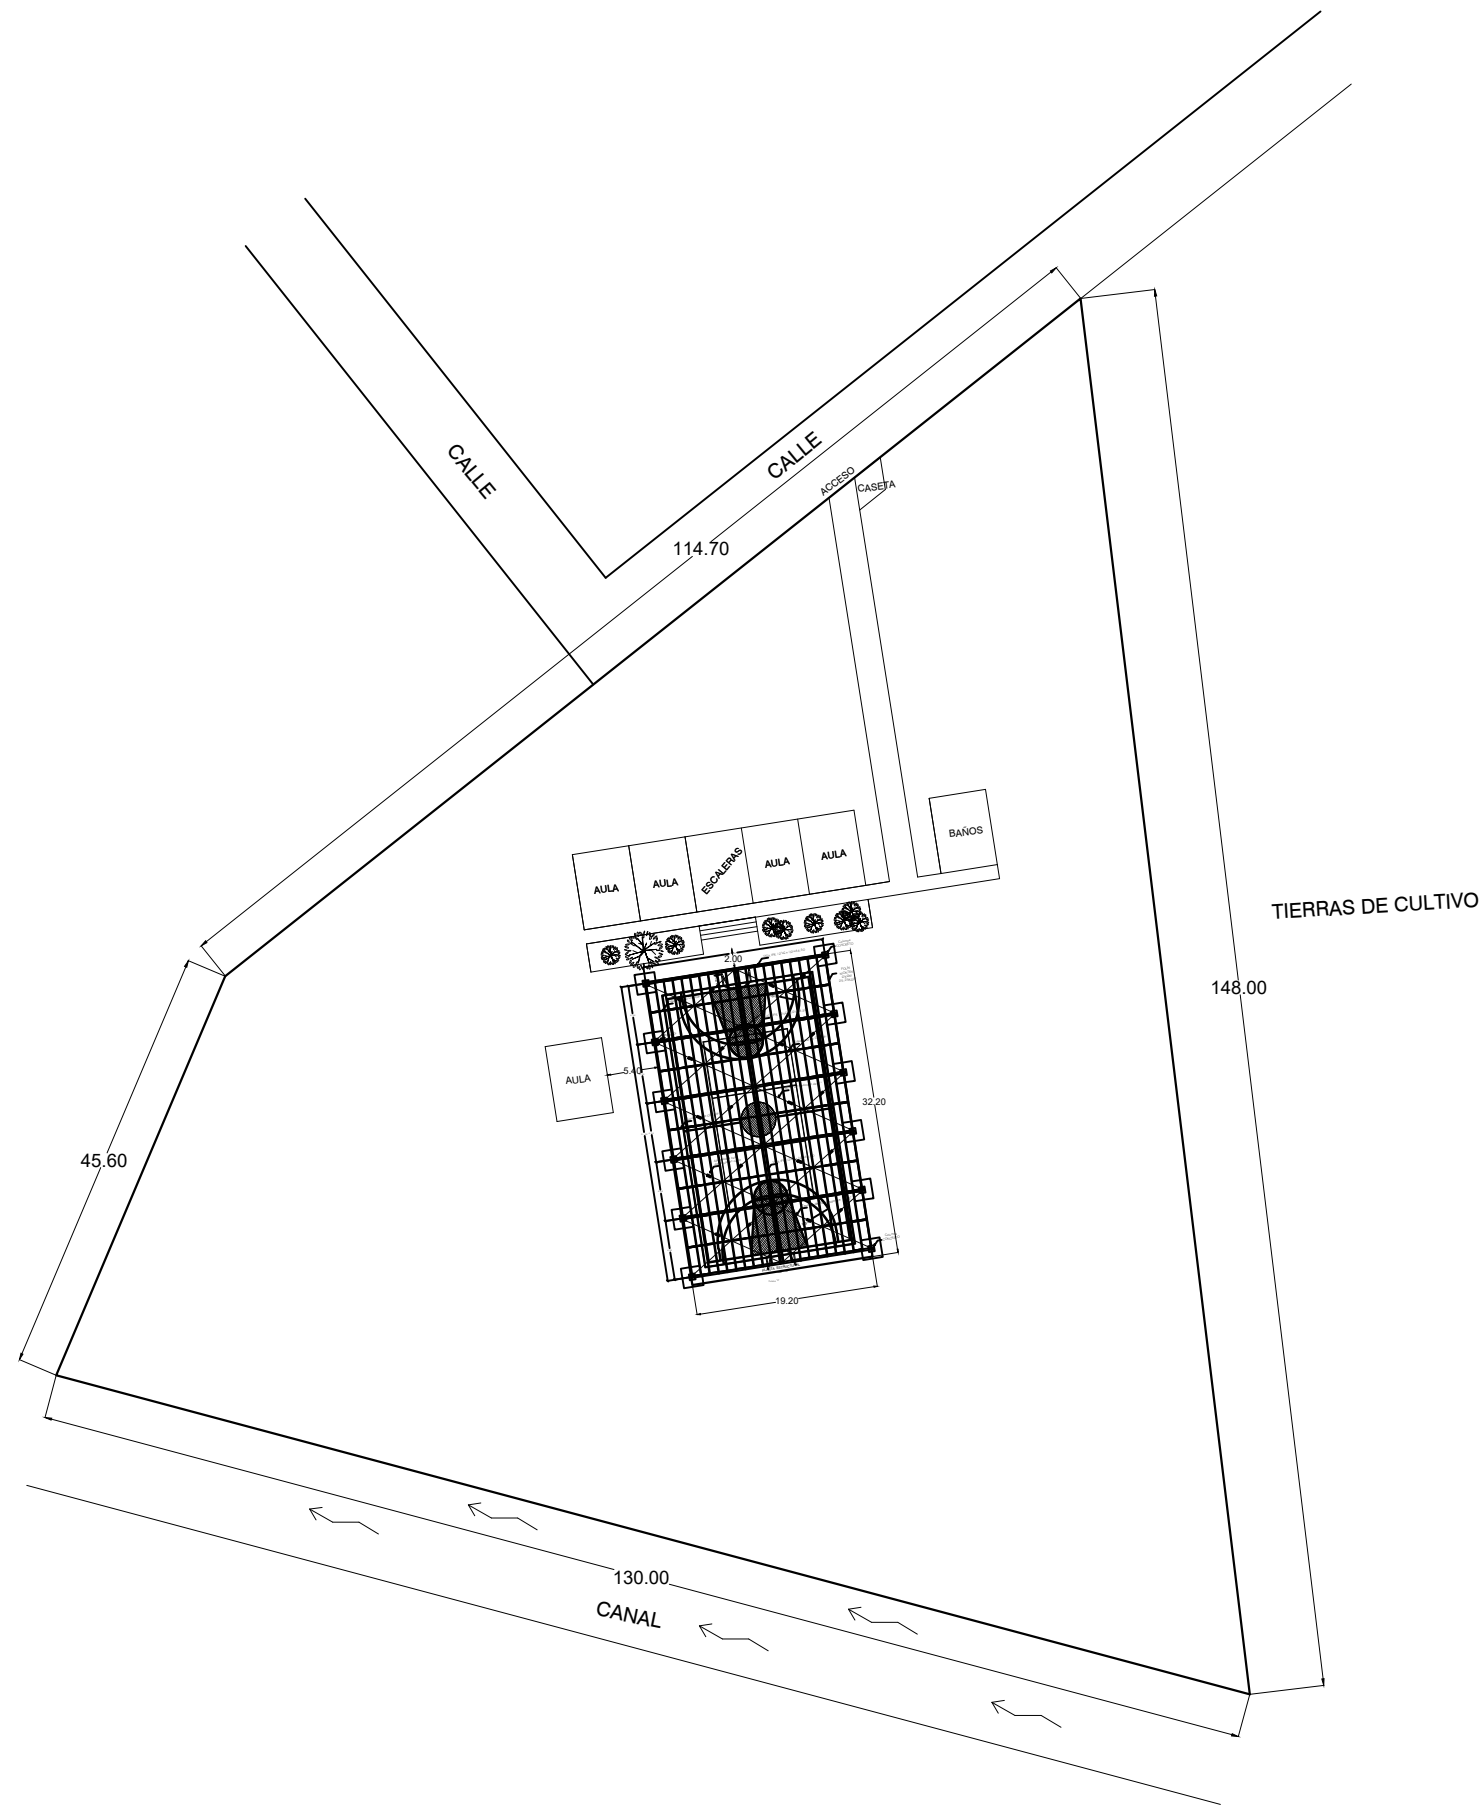 CALLE
CALLE
ACCESO
CASETA
114.70
BAÑOS
AULA
AULA
ESCALERAS
AULA
AULA
TIERRAS DE CULTIVO
2.00
148.00
AULA
5.40
32.20
45.60
19.20
130.00
CANAL